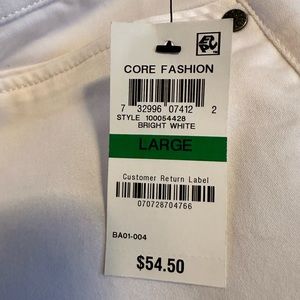 CORE FASHION
7 32996 07412 2
STYLE 100054428
BRIGHT WHITE
LARGE
Customer Return Label
070728704766
BA01-004
$54.50